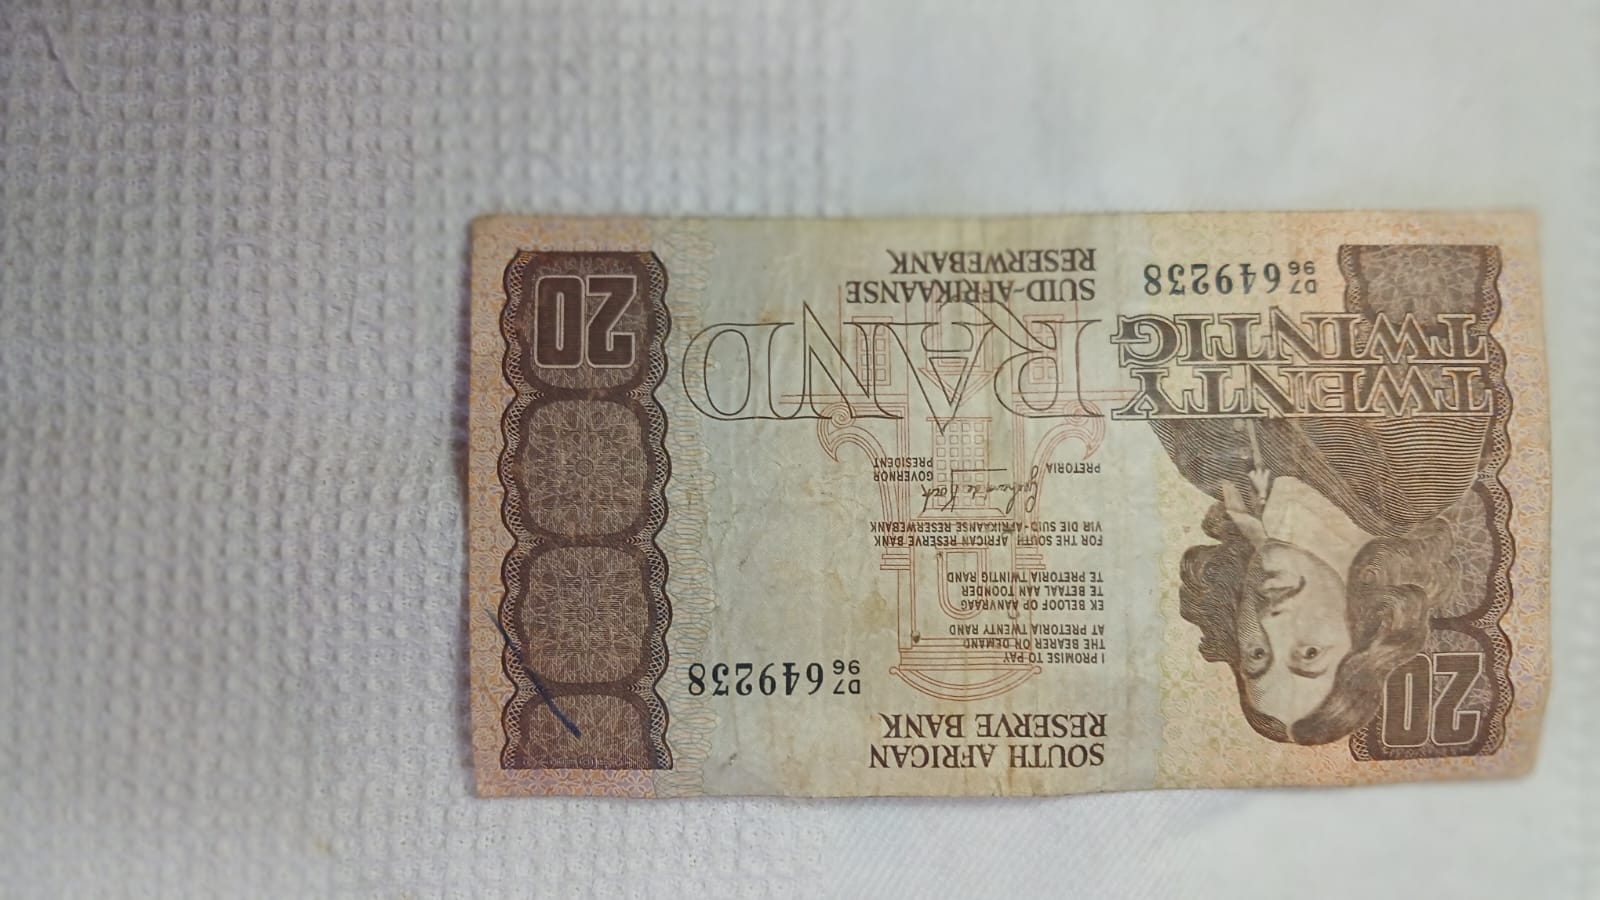 SOUTH AFRICAN
RESERVE BANK
D7
96 649238
I PROMISE TO PAY
THE BEARER ON DEMAND
AT PRETORIA TWENTY RAND
EK BELOOF OP AANVRAAG
TE BETAAL AAN TOONDER
TE PRETORIA TWINTIG RAND
FOR THE SOUTH AFRICAN RESERVE BANK
VIR DIE SUID-AFRIKAANSE RESERWEBANK
PRETORIA
GOVERNOR
PRESIDENT
TWENTY
TWINTIG
RAND
D7
96 649238
SUID-AFRIKAANSE
RESERWEBANK
20
20